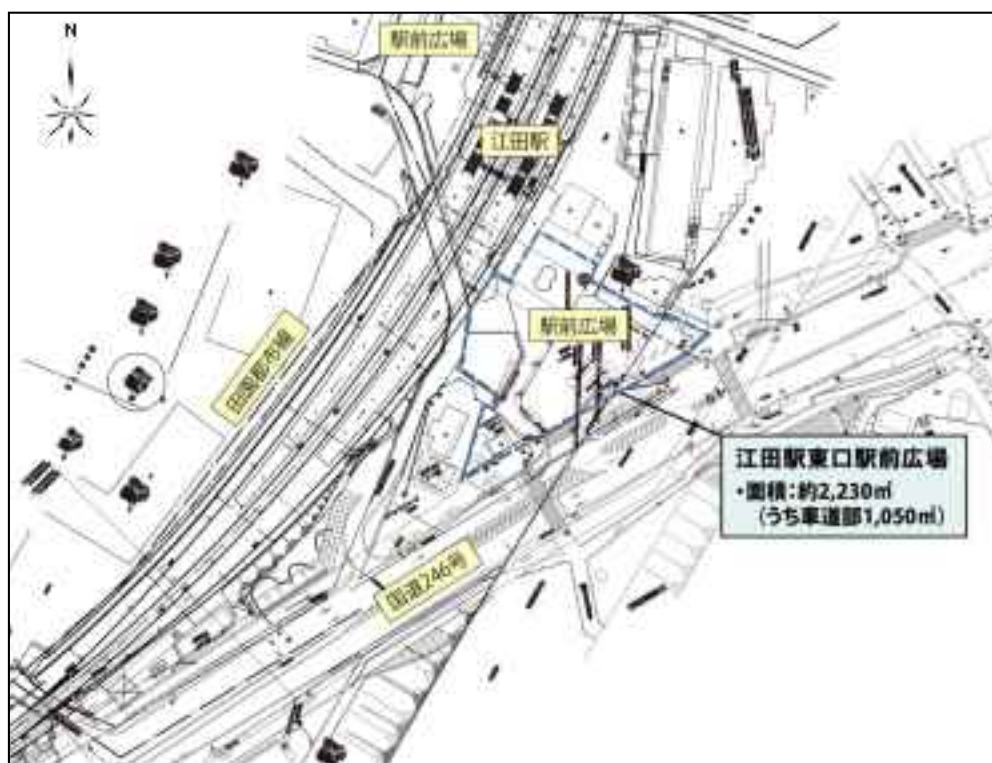 N
駅前広場
江田駅
駅前広場
田園都市線
江田駅東口駅前広場
・面積:約2,230㎡
(うち車道部1,050㎡)
国道246号